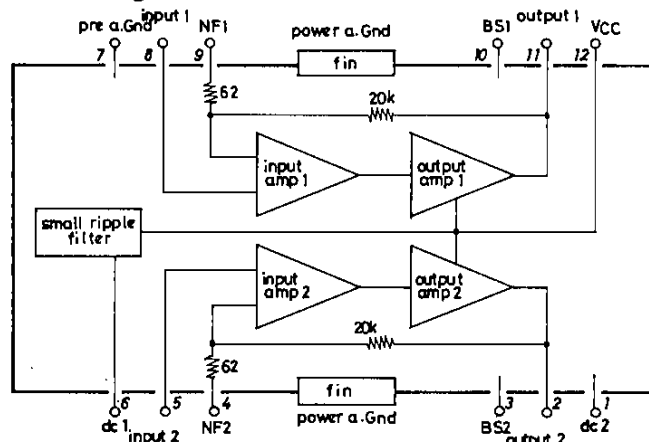 pre a.Gnd input 1 NF1 power a.Gnd BS1 output 1 VCC
7 8 9 fin 10 11 12
62 20k
input amp 1
output amp 1
small ripple filter
input amp 2
output amp 2
62 20k
6 5 4 fin 3 2 1
dc 1 input 2 NF2 power a.Gnd BS2 output 2 dc 2